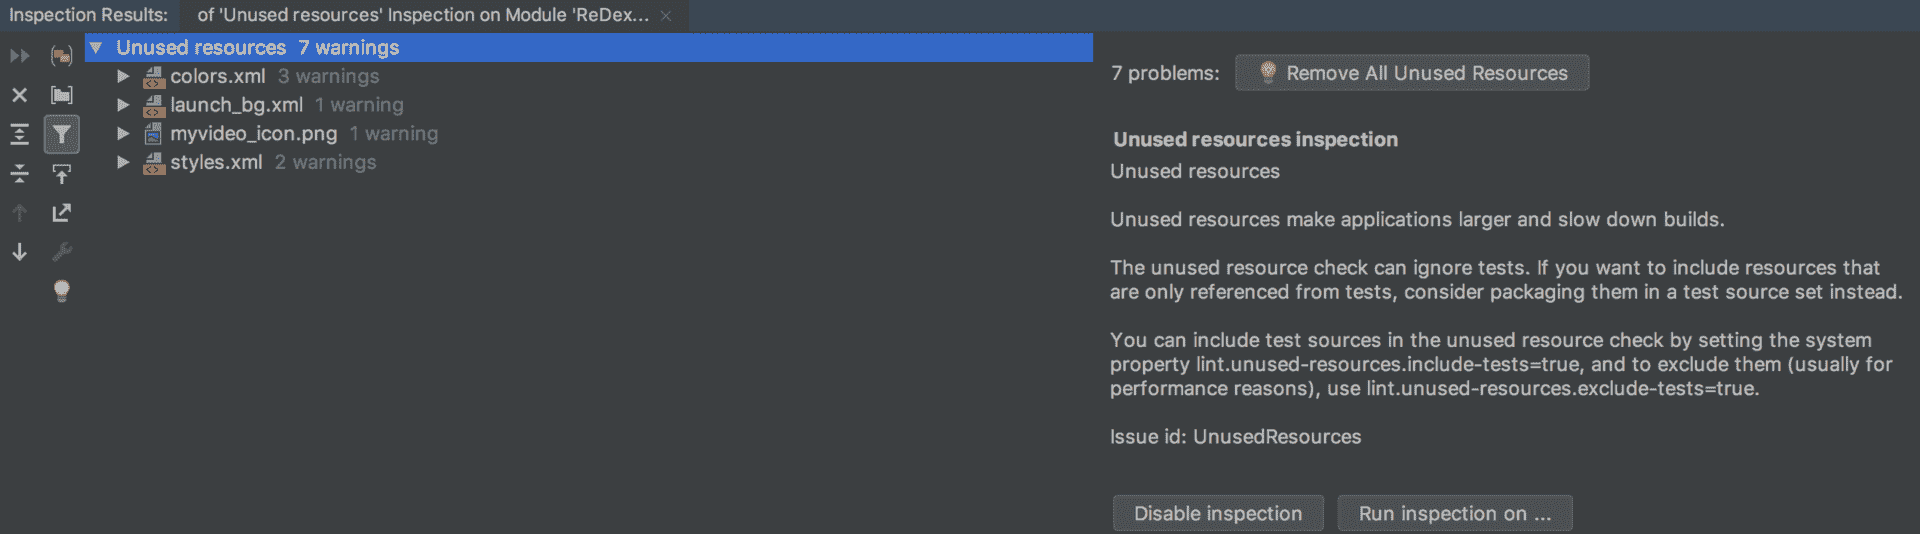 Inspection Results: of 'Unused resources' Inspection on Module 'ReDex...
Unused resources 7 warnings
colors.xml 3 warnings
launch_bg.xml 1 warning
myvideo_icon.png 1 warning
styles.xml 2 warnings
7 problems: Remove All Unused Resources
Unused resources inspection
Unused resources
Unused resources make applications larger and slow down builds.
The unused resource check can ignore tests. If you want to include resources that
are only referenced from tests, consider packaging them in a test source set instead.
You can include test sources in the unused resource check by setting the system
property lint.unused-resources.include-tests=true, and to exclude them (usually for
performance reasons), use lint.unused-resources.exclude-tests=true.
Issue id: UnusedResources
Disable inspection Run inspection on ...